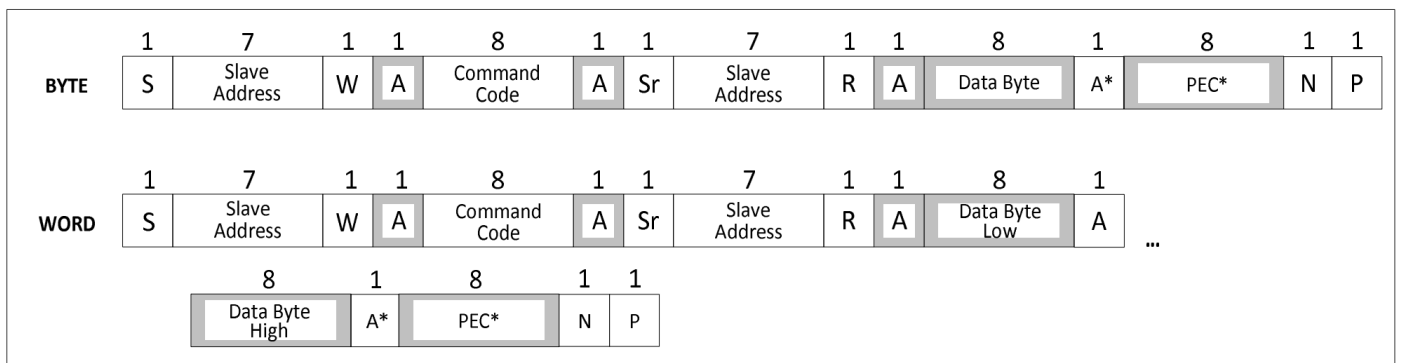 1 7 1 1 8 1 1 7 1 1 8 1 8 1 1
BYTE S Slave Address W A Command Code A Sr Slave Address R A Data Byte A* PEC* N P
1 7 1 1 8 1 1 7 1 1 8 1
WORD S Slave Address W A Command Code A Sr Slave Address R A Data Byte Low A ...
8 1 8 1 1
Data Byte High A* PEC* N P